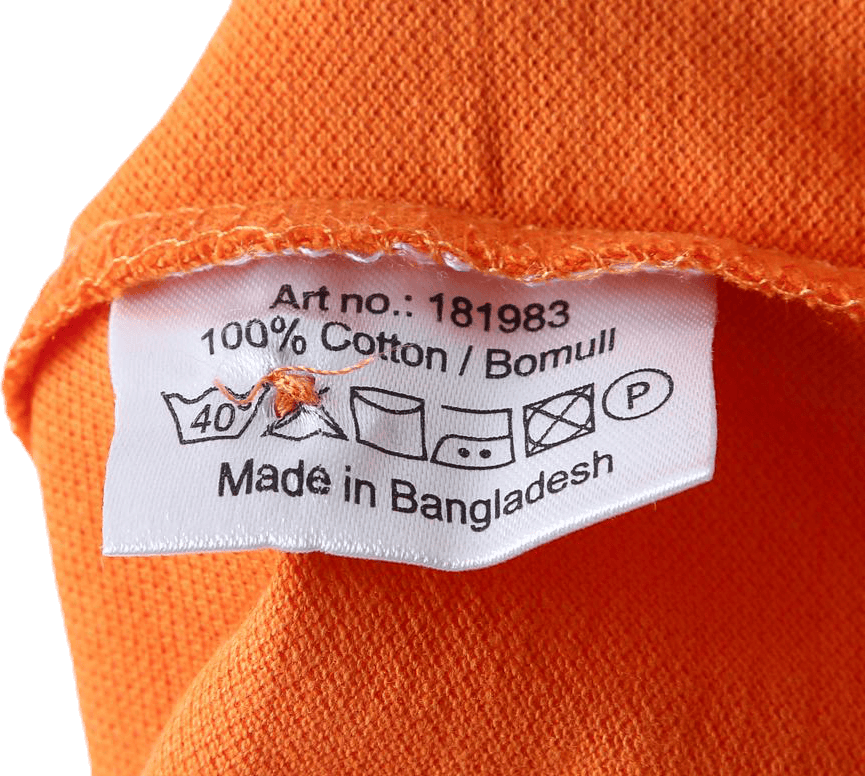 Art no.: 181983
100% Cotton / Bomull
40° P
Made in Bangladesh